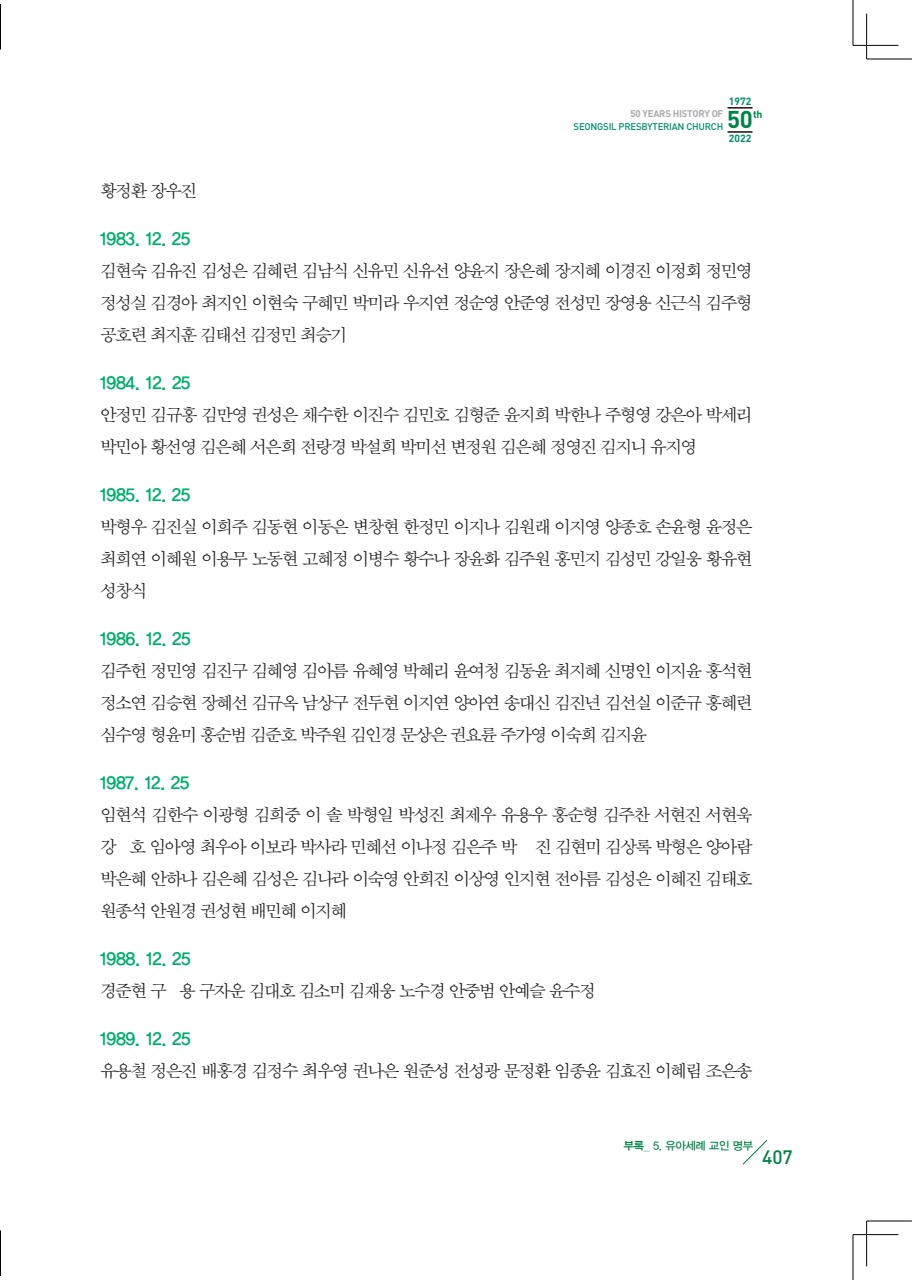 1972
50 YEARS HISTORY OF
SEONGSIL PRESBYTERIAN CHURCH
50th
2022
황정환 장우진
1983. 12. 25
김현숙 김유진 김성은 김혜련 김남식 신유민 신유선 양윤지 장은혜 장지혜 이경진 이정회 정민영
정성실 김경아 최지인 이현숙 구혜민 박미라 우지연 정순영 안준영 전성민 장영용 신근식 김주형
공호련 최지훈 김태선 김정민 최승기
1984. 12. 25
안정민 김규홍 김만영 권성은 채수한 이진수 김민호 김형준 윤지희 박한나 주형영 강은아 박세리
박민아 황선영 김은혜 서은희 전랑경 박설희 박미선 변정원 김은혜 정영진 김지니 유지영
1985. 12. 25
박형우 김진실 이희주 김동현 이동은 변창현 한정민 이지나 김원래 이지영 양종호 손윤형 윤정은
최희연 이혜원 이용무 노동현 고혜정 이병수 황수나 장윤화 김주원 홍민지 김성민 강일웅 황유현
성창식
1986. 12. 25
김주헌 정민영 김진구 김혜영 김아름 유혜영 박혜리 윤여청 김동윤 최지혜 신명인 이지윤 홍석현
정소연 김승현 장혜선 김규옥 남상구 전두현 이지연 양아연 송대신 김진년 김선실 이준규 홍혜련
심수영 형윤미 홍순범 김준호 박주원 김인경 문상은 권요륜 주가영 이숙희 김지윤
1987. 12. 25
임현석 김한수 이광형 김희중 이 솔 박형일 박성진 최제우 유용우 홍순형 김주찬 서현진 서현욱
강 호 임아영 최우아 이보라 박사라 민혜선 이나정 김은주 박 진 김현미 김상록 박형은 양아람
박은혜 안하나 김은혜 김성은 김나라 이숙영 안희진 이상영 인지현 전아름 김성은 이혜진 김태호
원종석 안원경 권성현 배민혜 이지혜
1988. 12. 25
경준현 구 용 구자운 김대호 김소미 김재웅 노수경 안중범 안예슬 윤수정
1989. 12. 25
유용철 정은진 배홍경 김정수 최우영 권나은 원준성 전성광 문정환 임종윤 김효진 이혜림 조은송
부록_ 5. 유아세례 교인 명부
407